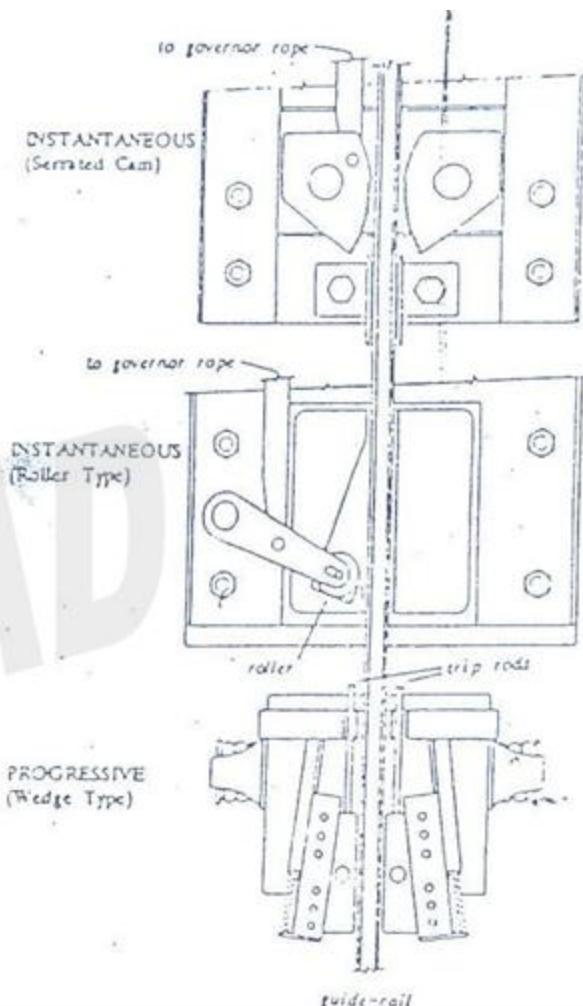 to governor rope
INSTANTANEOUS
(Serrated Cam)
to governor rope
INSTANTANEOUS
(Roller Type)
AD
roller
trip rods
PROGRESSIVE
(Wedge Type)
guide-rail